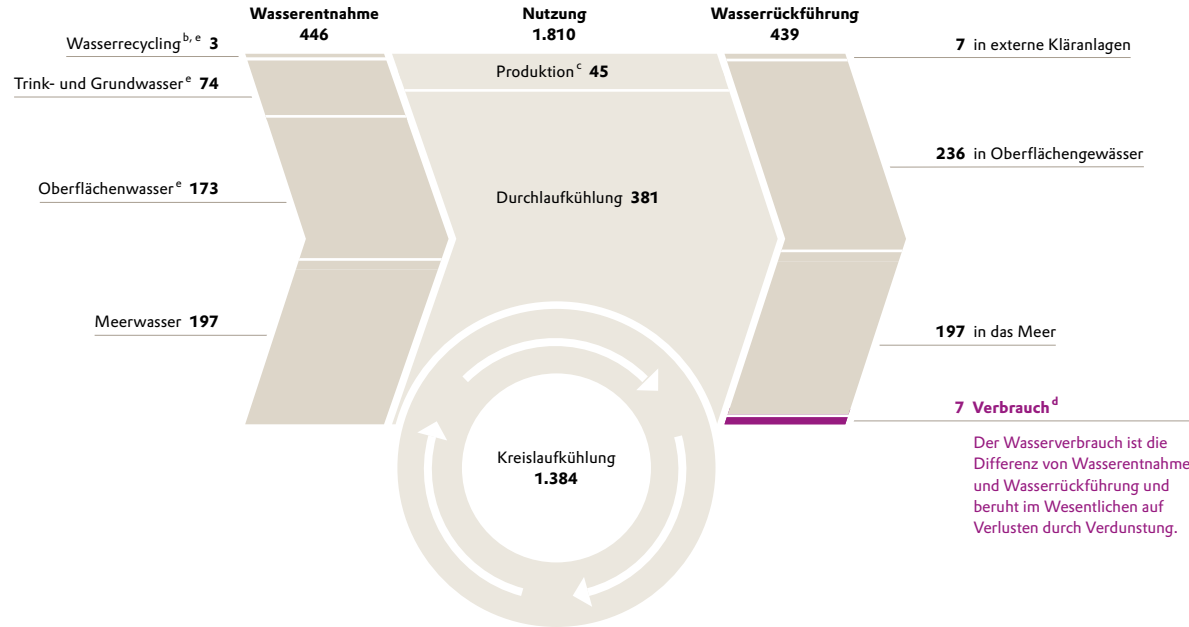 Wasserentnahme
446
Wasserrecycling b, e 3
Trink- und Grundwasser e 74
Oberflächenwasser e 173
Meerwasser 197
Nutzung
1.810
Produktion c 45
Durchlaufkühlung 381
Kreislaufkühlung
1.384
Wasserrückführung
439
7 in externe Kläranlagen
236 in Oberflächengewässer
197 in das Meer
7 Verbrauch d
Der Wasserverbrauch ist die
Differenz von Wasserentnahme
und Wasserrückführung und
beruht im Wesentlichen auf
Verlusten durch Verdunstung.